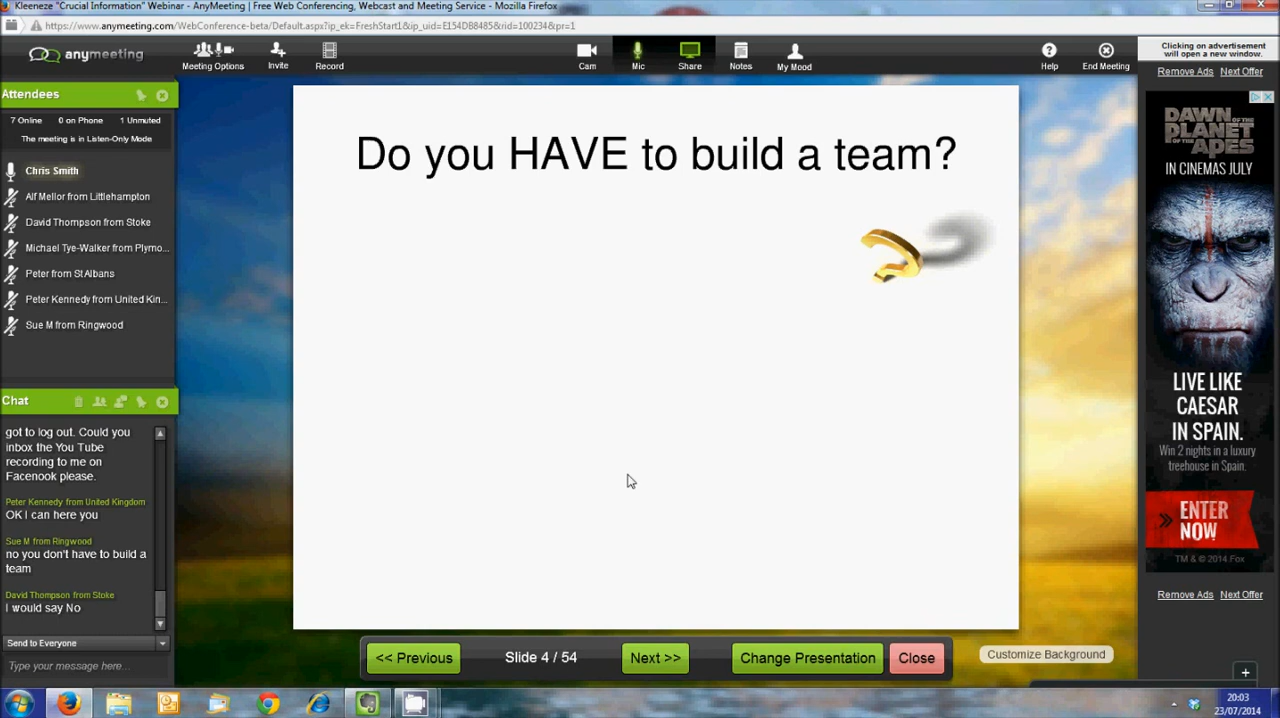 Kleeneze "Crucial Information" Webinar - AnyMeeting | Free Web Conferencing, Webcast and Meeting Service - Mozilla Firefox
https://www.anymeeting.com/WebConference-beta/Default.aspx?ip_ek=FreshStart1&ip_uid=E154DB8485&rid=100234&pr=1
anymeeting
Meeting Options
Invite
Record
Cam
Mic
Share
Notes
My Mood
Help
End Meeting
Clicking on advertisement
will open a new window.
Remove Ads Next Offer
Attendees
7 Online 0 on Phone 1 Unmuted
The meeting is in Listen-Only Mode
Chris Smith
Alf Mellor from Littlehampton
David Thompson from Stoke
Michael Tye-Walker from Plymo...
Peter from St Albans
Peter Kennedy from United Kin...
Sue M from Ringwood
Chat
got to log out. Could you
inbox the You Tube
recording to me on
Facenook please.
Peter Kennedy from United Kingdom
OK I can here you
Sue M from Ringwood
no you don't have to build a
team
David Thompson from Stoke
I would say No
Send to Everyone
Type your message here...
Do you HAVE to build a team?
?
<< Previous
Slide 4 / 54
Next >>
Change Presentation
Close
Customize Background
DAWN
OF THE
PLANET
OF THE
APES
IN CINEMAS JULY
LIVE LIKE
CAESAR
IN SPAIN.
Win 2 nights in a luxury
treehouse in Spain.
ENTER
NOW
TM & © 2014 Fox
Remove Ads Next Offer
+
20:03
23/07/2014